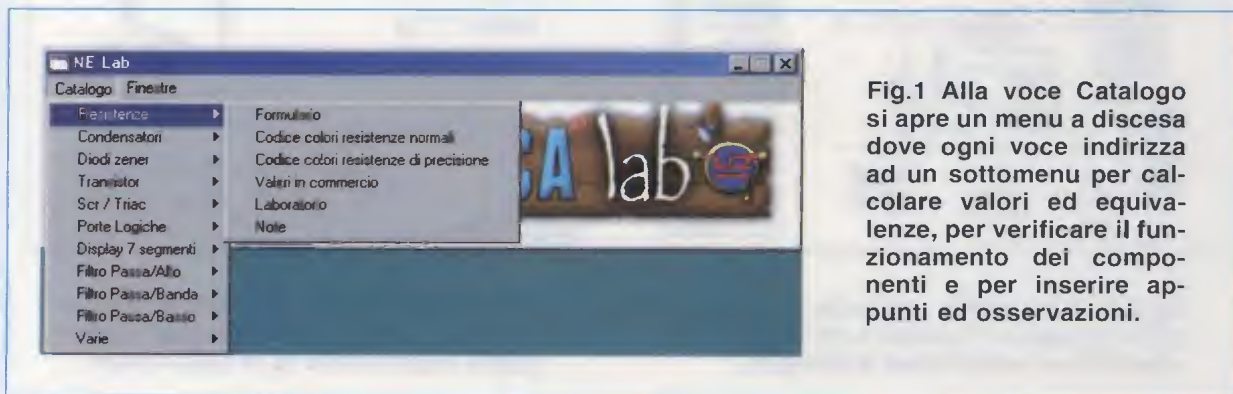 NE Lab
Catalogo Finestre
Resistenze
Condensatori
Diodi zener
Transistor
Scr / Triac
Porte Logiche
Display 7 segmenti
Filtro Passa/Alto
Filtro Passa/Banda
Filtro Passa/Basso
Varie
Formulario
Codice colori resistenze normali
Codice colori resistenze di precisione
Valori in commercio
Laboratorio
Note
CA lab
Fig.1 Alla voce Catalogo
si apre un menu a discesa
dove ogni voce indirizza
ad un sottomenu per cal-
colare valori ed equiva-
lenze, per verificare il fun-
zionamento dei compo-
nenti e per inserire ap-
punti ed osservazioni.